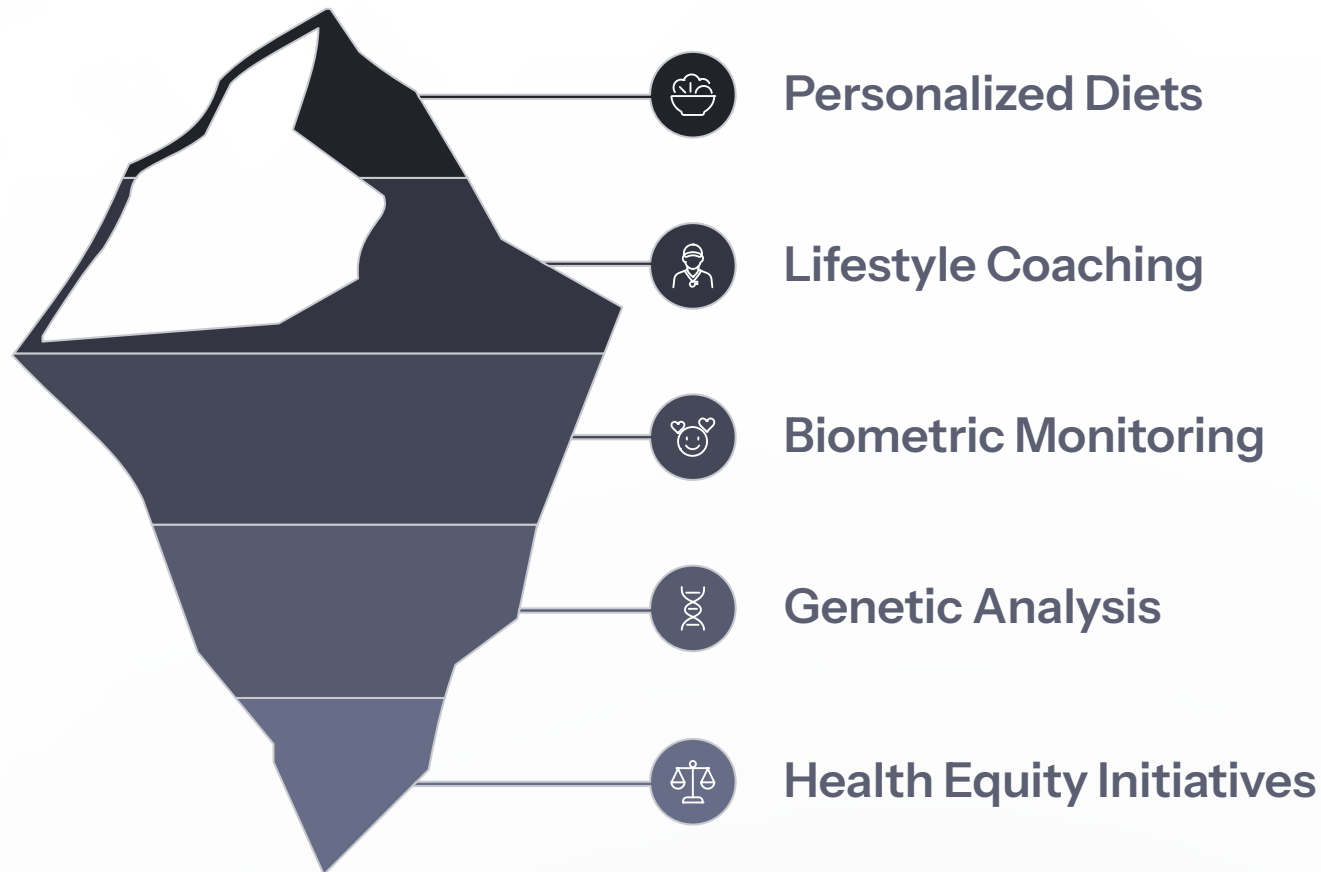 Personalized Diets
Lifestyle Coaching
Biometric Monitoring
Genetic Analysis
Health Equity Initiatives